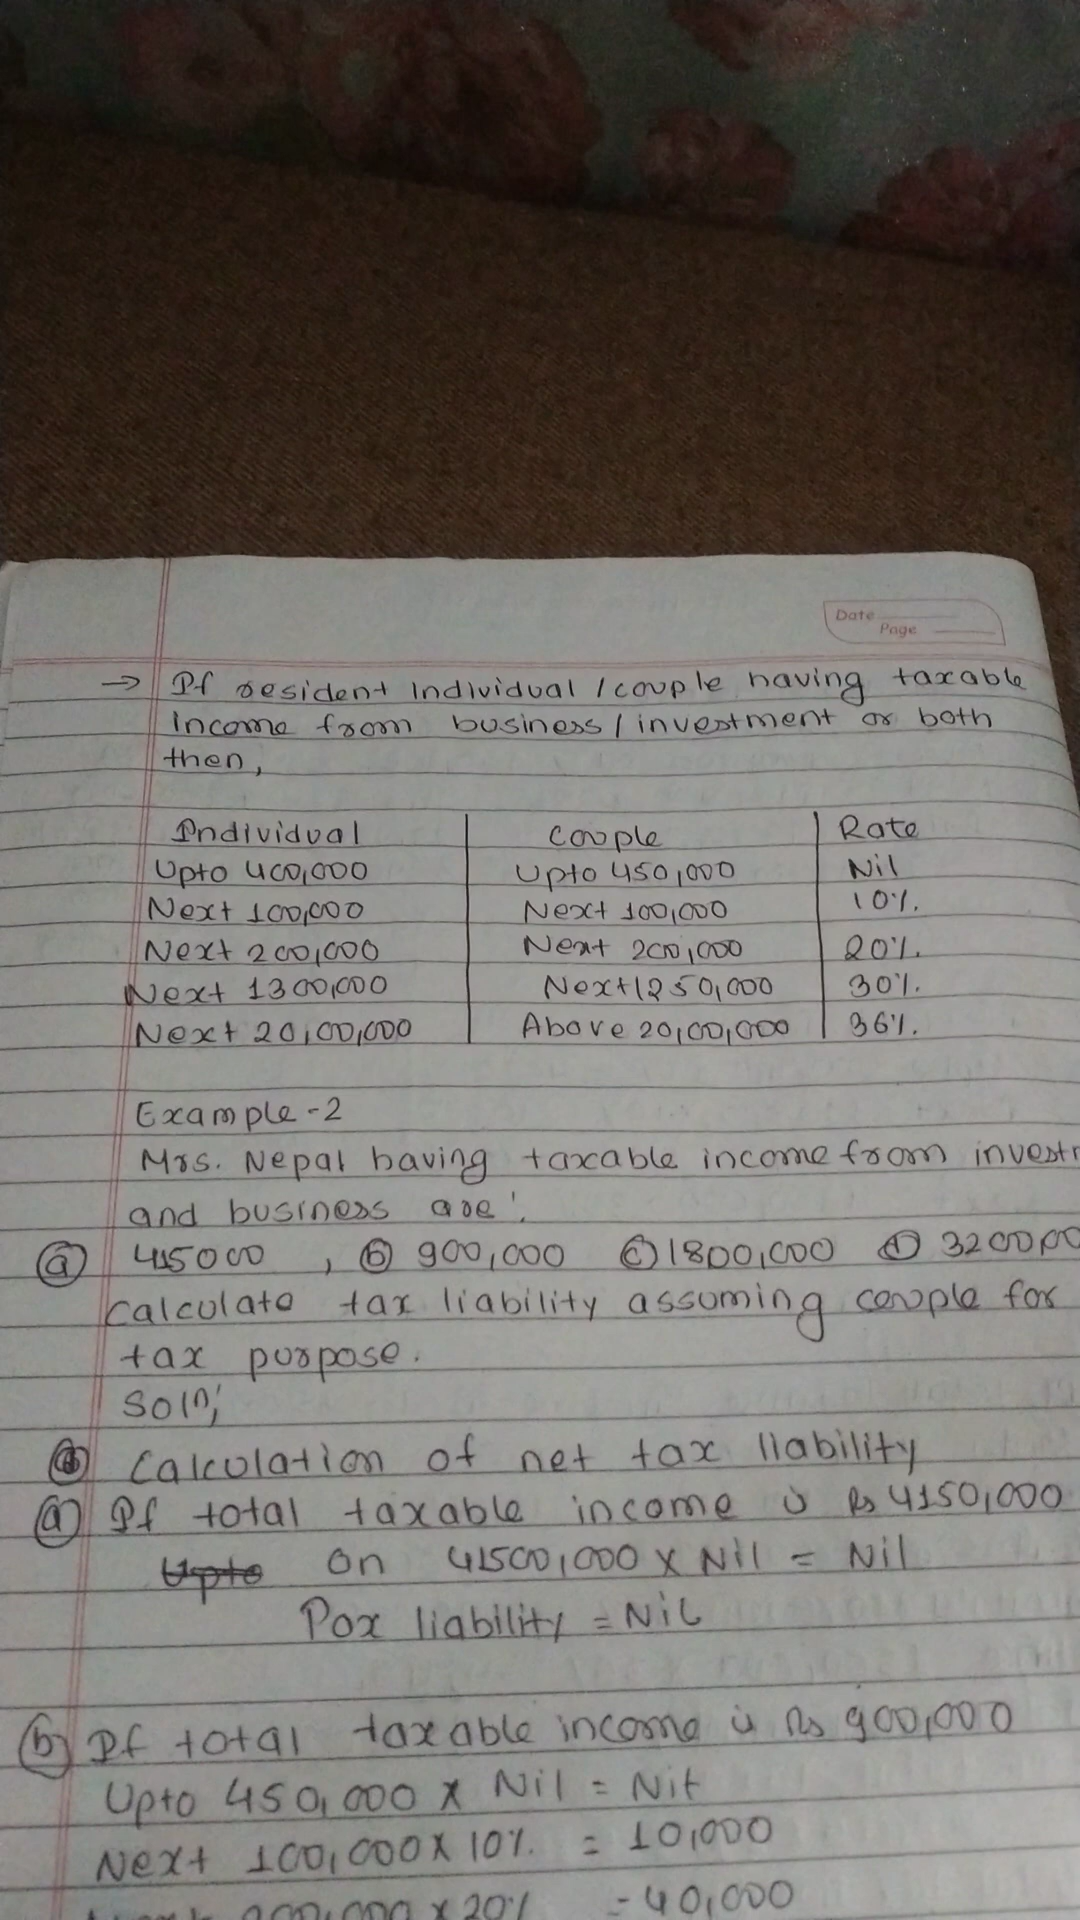 Date
Page
→ If resident individual / couple having taxable
income from business / investment or both
then,
Individual | Couple | Rate
Upto 400,000 | Upto 450,000 | Nil
Next 100,000 | Next 100,000 | 10%.
Next 200,000 | Next 200,000 | 20%.
Next 1300,000 | Next 1250,000 | 30%.
Next 20,00,000 | Above 20,00,000 | 36%.
Example-2
Mrs. Nepal having taxable income from
and business are:
(a) 415000, (b) 900,000 (c) 1800,000 (d)
Calculate tax liability assuming couple for
tax purpose.
Soln;
Calculation of net tax liability
(a) If total taxable income is Rs 4150,000
Upto on 41500,000 x Nil = Nil
Pax liability = Nil
(b) If total taxable income is Rs 900,000
Upto 450,000 x Nil = Nil
Next 100,000 x 10%. = 10,000
x 20% = 40,000